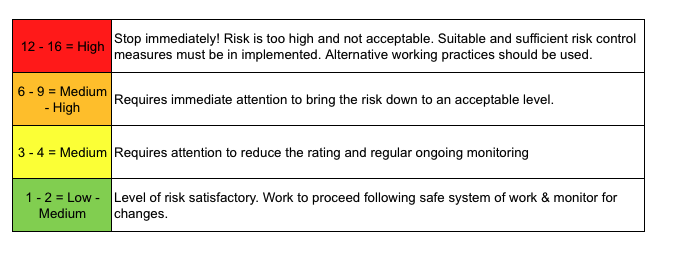 12 - 16 = High
Stop immediately! Risk is too high and not acceptable. Suitable and sufficient risk control
measures must be in implemented. Alternative working practices should be used.
6 - 9 = Medium
- High
Requires immediate attention to bring the risk down to an acceptable level.
3 - 4 = Medium
Requires attention to reduce the rating and regular ongoing monitoring
1 - 2 = Low -
Medium
Level of risk satisfactory. Work to proceed following safe system of work & monitor for
changes.